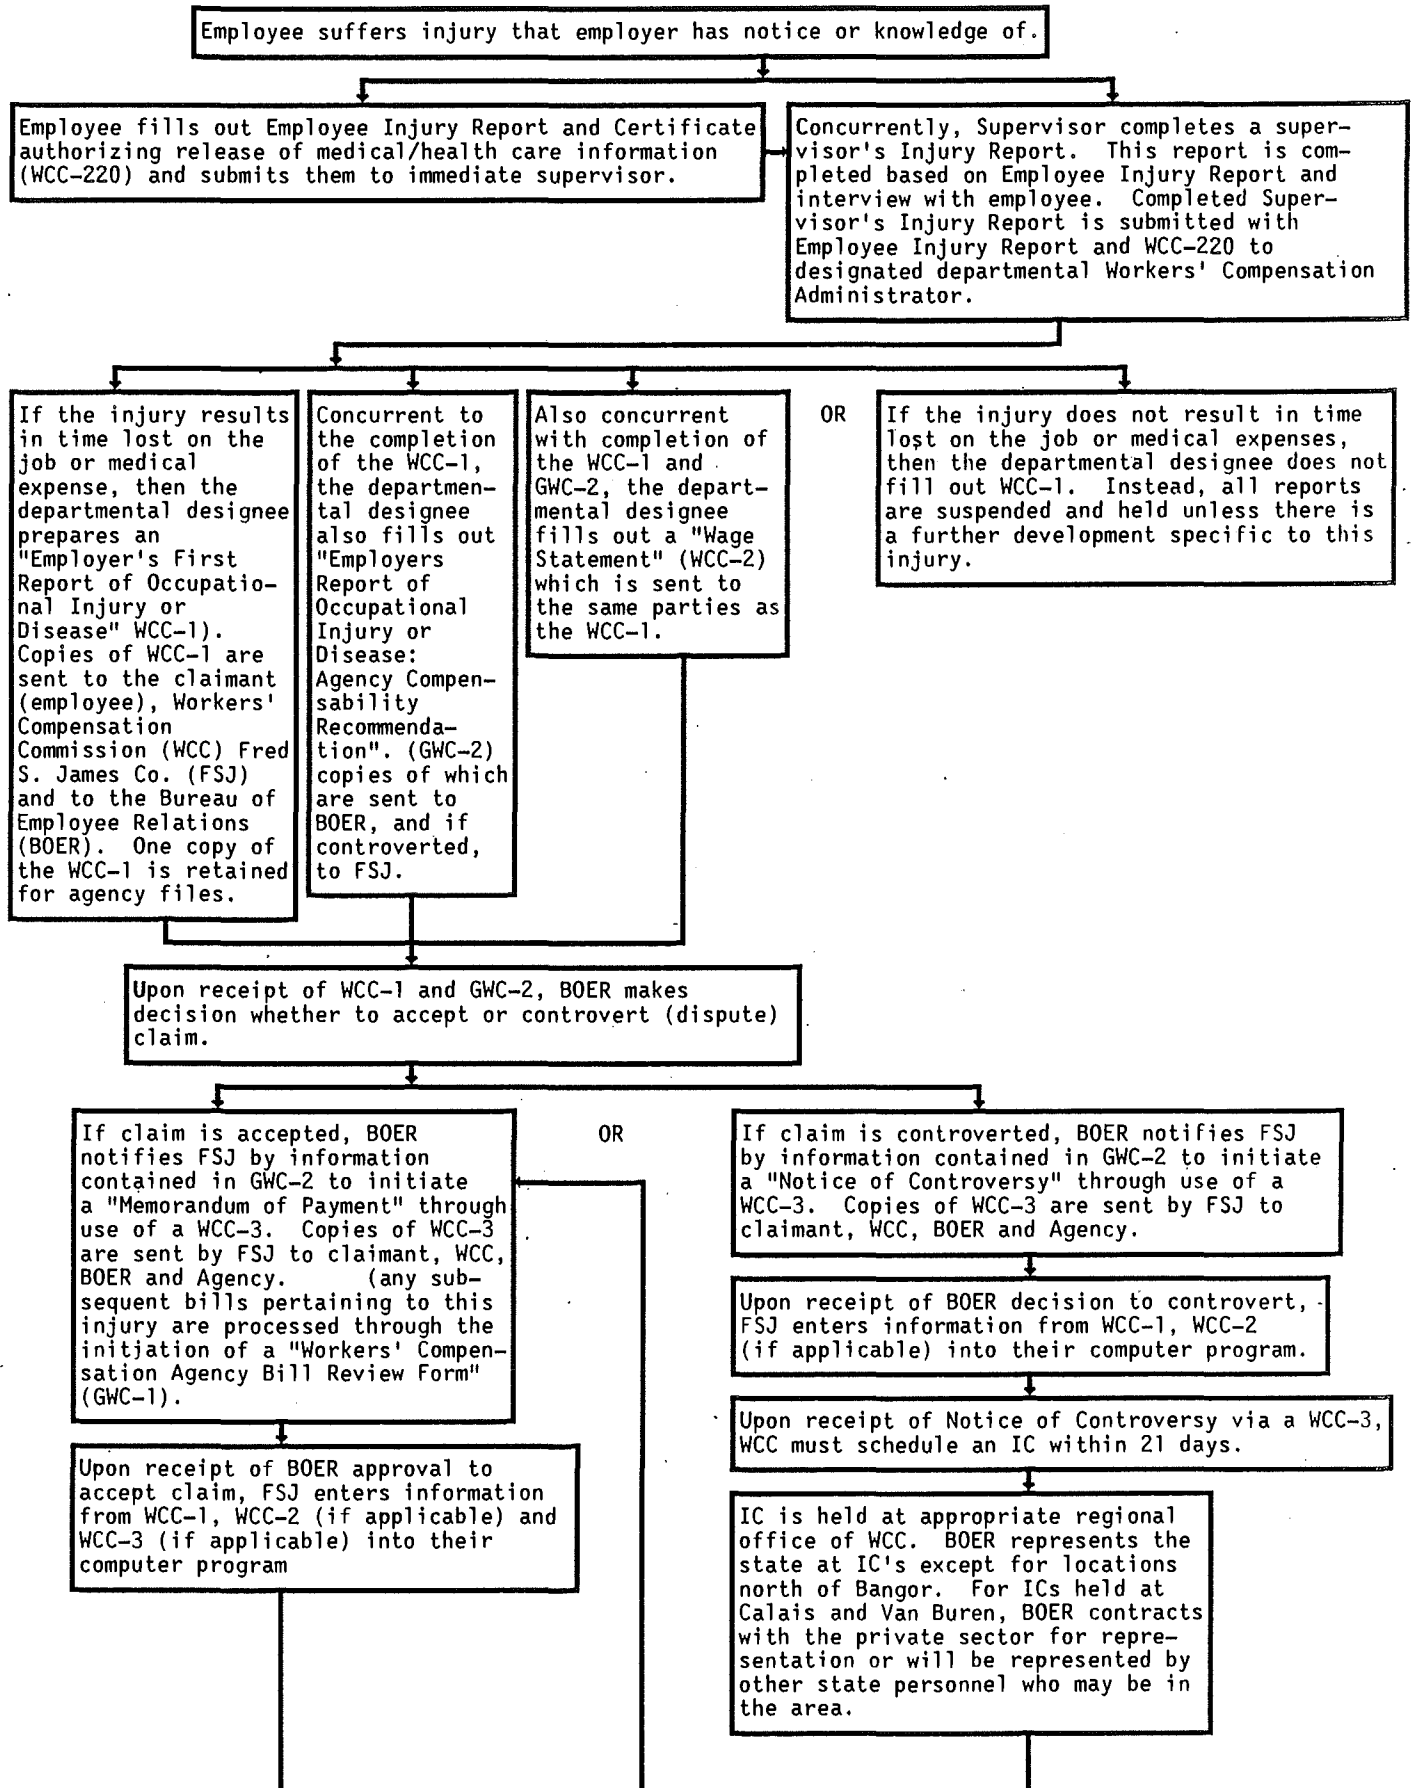 Employee suffers injury that employer has notice or knowledge of.
Employee fills out Employee Injury Report and Certificate
authorizing release of medical/health care information
(WCC-220) and submits them to immediate supervisor.
Concurrently, Supervisor completes a super-
visor's Injury Report. This report is com-
pleted based on Employee Injury Report and
interview with employee. Completed Super-
visor's Injury Report is submitted with
Employee Injury Report and WCC-220 to
designated departmental Workers' Compensation
Administrator.
If the injury results
in time lost on the
job or medical
expense, then the
departmental designee
prepares an
"Employer's First
Report of Occupatio-
nal Injury or
Disease" WCC-1).
Copies of WCC-1 are
sent to the claimant
(employee), Workers'
Compensation
Commission (WCC) Fred
S. James Co. (FSJ)
and to the Bureau of
Employee Relations
(BOER). One copy of
the WCC-1 is retained
for agency files.
Concurrent to
the completion
of the WCC-1,
the departmen-
tal designee
also fills out
"Employers
Report of
Occupational
Injury or
Disease:
Agency Compen-
sability
Recommenda-
tion". (GWC-2)
copies of which
are sent to
BOER, and if
controverted,
to FSJ.
Also concurrent
with completion of
the WCC-1 and
GWC-2, the depart-
mental designee
fills out a "Wage
Statement" (WCC-2)
which is sent to
the same parties as
the WCC-1.
OR
If the injury does not result in time
lost on the job or medical expenses,
then the departmental designee does not
fill out WCC-1. Instead, all reports
are suspended and held unless there is
a further development specific to this
injury.
Upon receipt of WCC-1 and GWC-2, BOER makes
decision whether to accept or controvert (dispute)
claim.
If claim is accepted, BOER
notifies FSJ by information
contained in GWC-2 to initiate
a "Memorandum of Payment" through
use of a WCC-3. Copies of WCC-3
are sent by FSJ to claimant, WCC,
BOER and Agency. (any sub-
sequent bills pertaining to this
injury are processed through the
initiation of a "Workers' Compen-
sation Agency Bill Review Form"
(GWC-1).
OR
If claim is controverted, BOER notifies FSJ
by information contained in GWC-2 to initiate
a "Notice of Controversy" through use of a
WCC-3. Copies of WCC-3 are sent by FSJ to
claimant, WCC, BOER and Agency.
Upon receipt of BOER decision to controvert,
FSJ enters information from WCC-1, WCC-2
(if applicable) into their computer program.
Upon receipt of Notice of Controversy via a WCC-3,
WCC must schedule an IC within 21 days.
Upon receipt of BOER approval to
accept claim, FSJ enters information
from WCC-1, WCC-2 (if applicable) and
WCC-3 (if applicable) into their
computer program
IC is held at appropriate regional
office of WCC. BOER represents the
state at IC's except for locations
north of Bangor. For ICs held at
Calais and Van Buren, BOER contracts
with the private sector for repre-
sentation or will be represented by
other state personnel who may be in
the area.